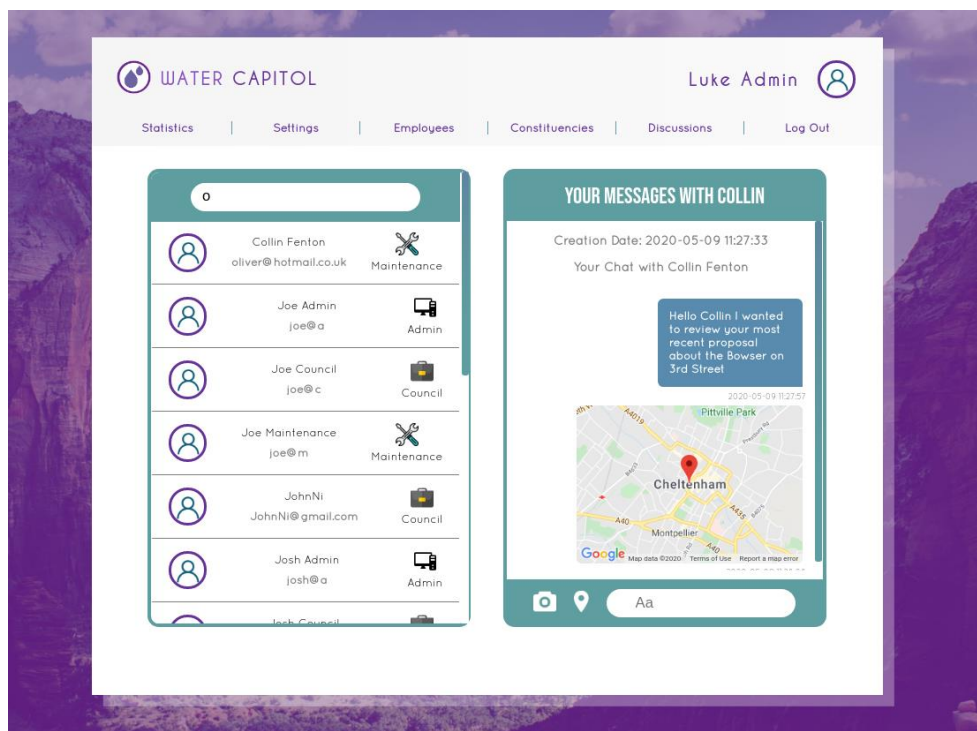 WATER CAPITOL
Luke Admin
Statistics | Settings | Employees | Constituencies | Discussions | Log Out
o
Collin Fenton
oliver@hotmail.co.uk
Maintenance
Joe Admin
joe@a
Admin
Joe Council
joe@c
Council
Joe Maintenance
joe@m
Maintenance
JohnNi
JohnNi@gmail.com
Council
Josh Admin
josh@a
Admin
Josh Council
YOUR MESSAGES WITH COLLIN
Creation Date: 2020-05-09 11:27:33
Your Chat with Collin Fenton
Hello Collin I wanted
to review your most
recent proposal
about the Bowser on
3rd Street
2020-05-09 11:27:57
Pittville Park
A4019
Cheltenham
A435
A40
Montpellier
A40
Google
Map data ©2020 Terms of Use Report a map error
Aa